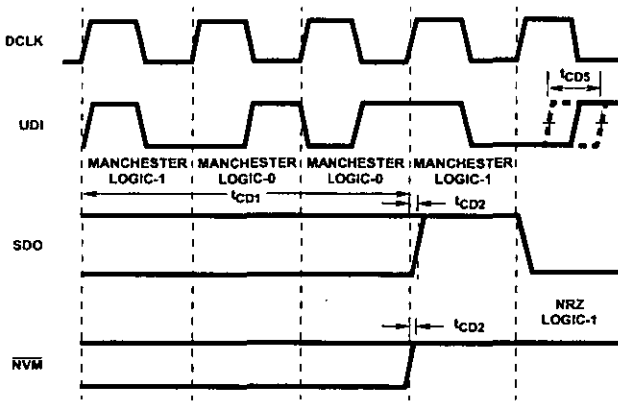 DCLK
tCD5
UDI
MANCHESTER LOGIC-1
MANCHESTER LOGIC-0
MANCHESTER LOGIC-0
MANCHESTER LOGIC-1
tCD1
tCD2
SDO
NRZ
LOGIC-1
tCD2
NVM